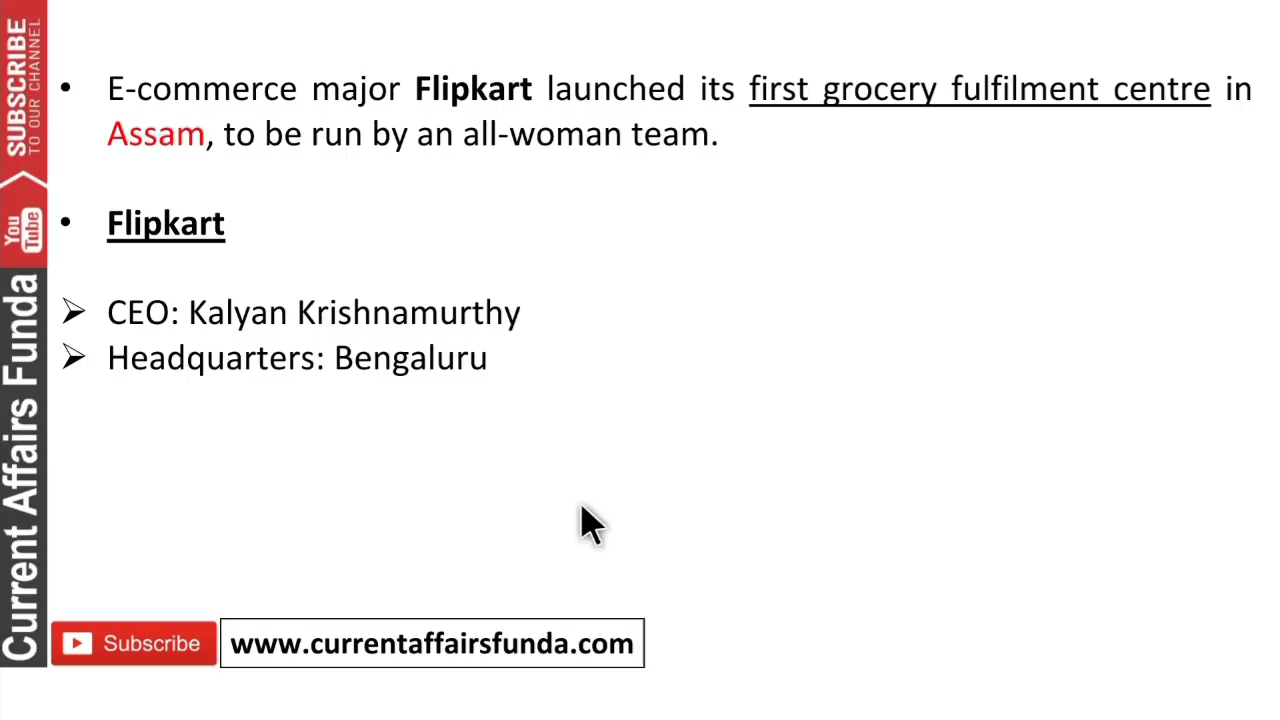 • E-commerce major Flipkart launched its first grocery fulfilment centre in
Assam, to be run by an all-woman team.
• Flipkart
➢ CEO: Kalyan Krishnamurthy
➢ Headquarters: Bengaluru
SUBSCRIBE
TO OUR CHANNEL
You
Tube
Current Affairs Funda
Subscribe
www.currentaffairsfunda.com